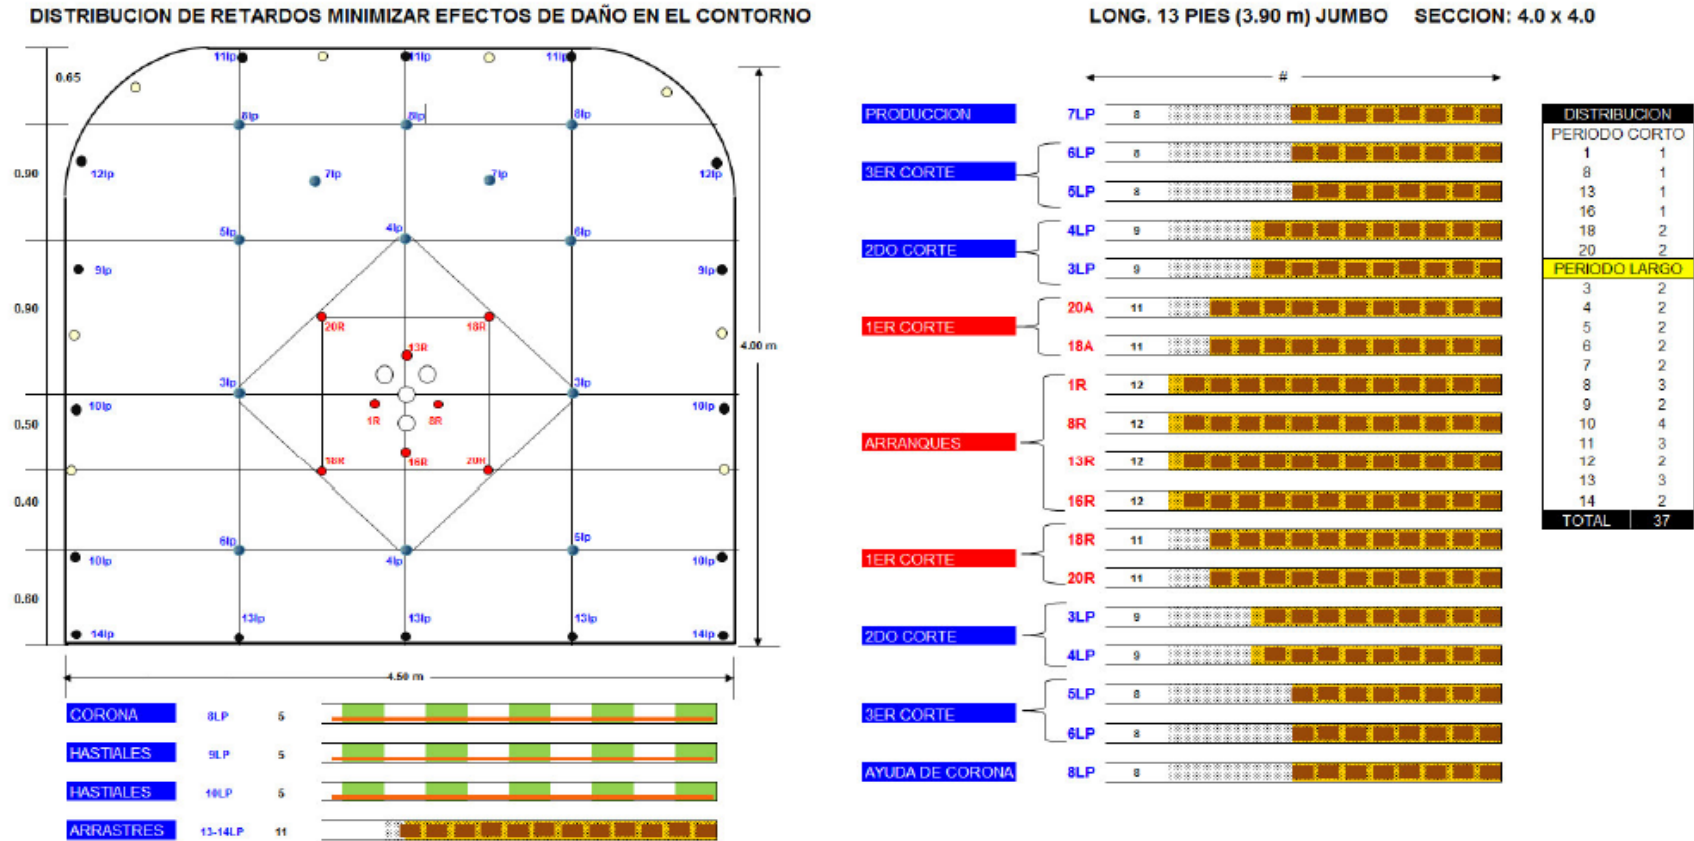 DISTRIBUCION DE RETARDOS MINIMIZAR EFECTOS DE DAÑO EN EL CONTORNO
LONG. 13 PIES (3.90 m) JUMBO SECCION: 4.0 x 4.0
11lp 11lp 11lp
0.65
8lp 8lp 8lp
0.90
12lp 7lp 7lp 12lp
5lp 4lp 6lp
9lp 9lp
0.90
20R 18R
13R
4.00 m
3lp 3lp
10lp 10lp
1R 8R
0.50
18R 16R 20R
0.40
6lp 5lp
10lp 4lp 10lp
0.60
13lp 13lp 13lp
14lp 14lp
4.50 m
CORONA 8LP 5
HASTIALES 9LP 5
HASTIALES 10LP 5
ARRASTRES 13-14LP 11
#
PRODUCCION 7LP 8
3ER CORTE
6LP 8
5LP 8
2DO CORTE
4LP 9
3LP 9
1ER CORTE
20A 11
18A 11
ARRANQUES
1R 12
8R 12
13R 12
16R 12
1ER CORTE
18R 11
20R 11
2DO CORTE
3LP 9
4LP 9
3ER CORTE
5LP 8
6LP 8
AYUDA DE CORONA 8LP 8
DISTRIBUCION
PERIODO CORTO
1 1
8 1
13 1
16 1
18 2
20 2
PERIODO LARGO
3 2
4 2
5 2
6 2
7 2
8 3
9 2
10 4
11 3
12 2
13 3
14 2
TOTAL 37